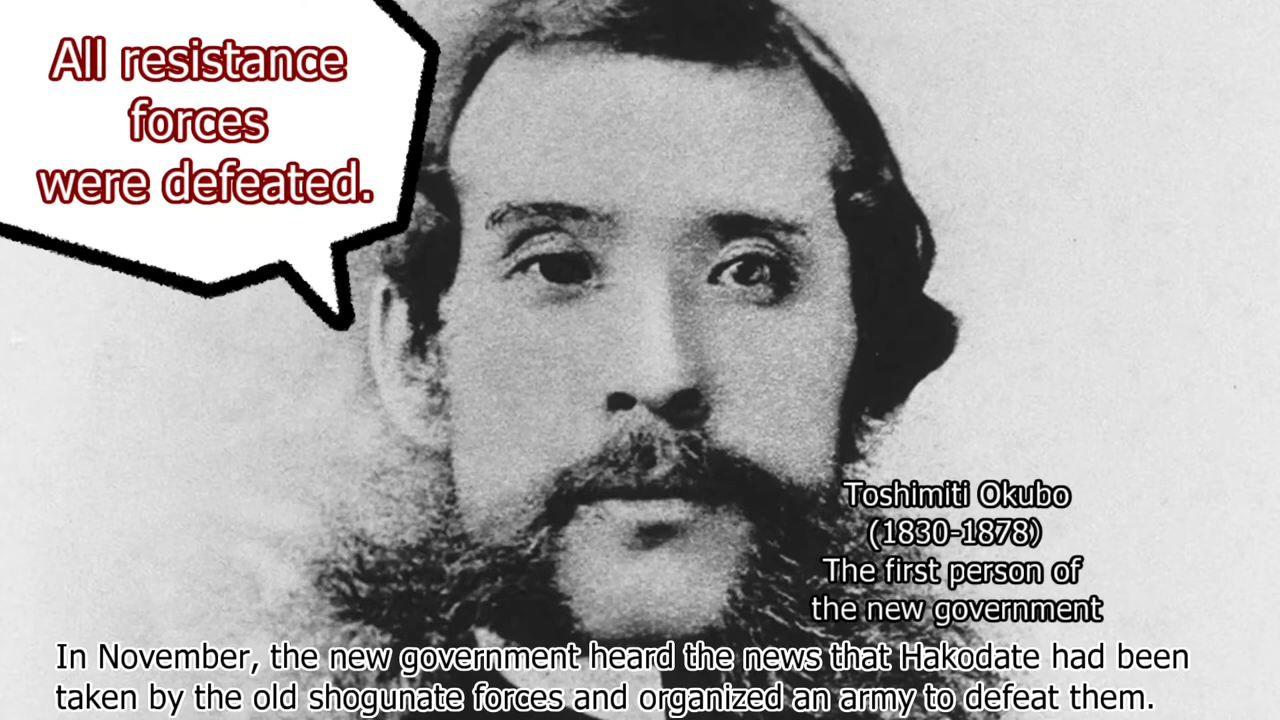 All resistance
forces
were defeated.
Toshimiti Okubo
(1830-1878)
The first person of
the new government
In November, the new government heard the news that Hakodate had been
taken by the old shogunate forces and organized an army to defeat them.